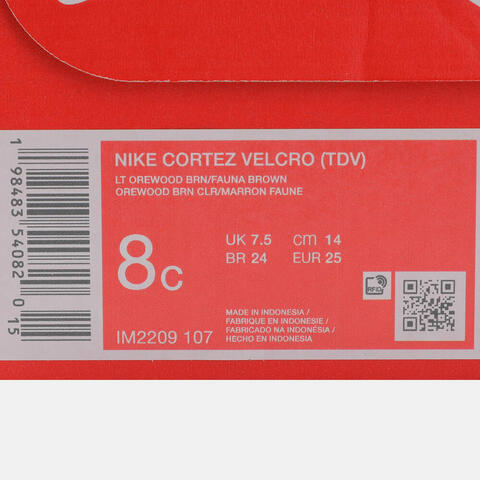 NIKE CORTEZ VELCRO (TDV)
LT OREWOOD BRN/FAUNA BROWN
OREWOOD BRN CLR/MARRON FAUNE
8C
UK 7.5 cm 14
BR 24 EUR 25
RFID
MADE IN INDONESIA /
FABRIQUE EN INDONESIE /
FABRICADO NA INDONÉSIA /
HECHO EN INDONESIA
IM2209 107
1 98483 54082 0 15